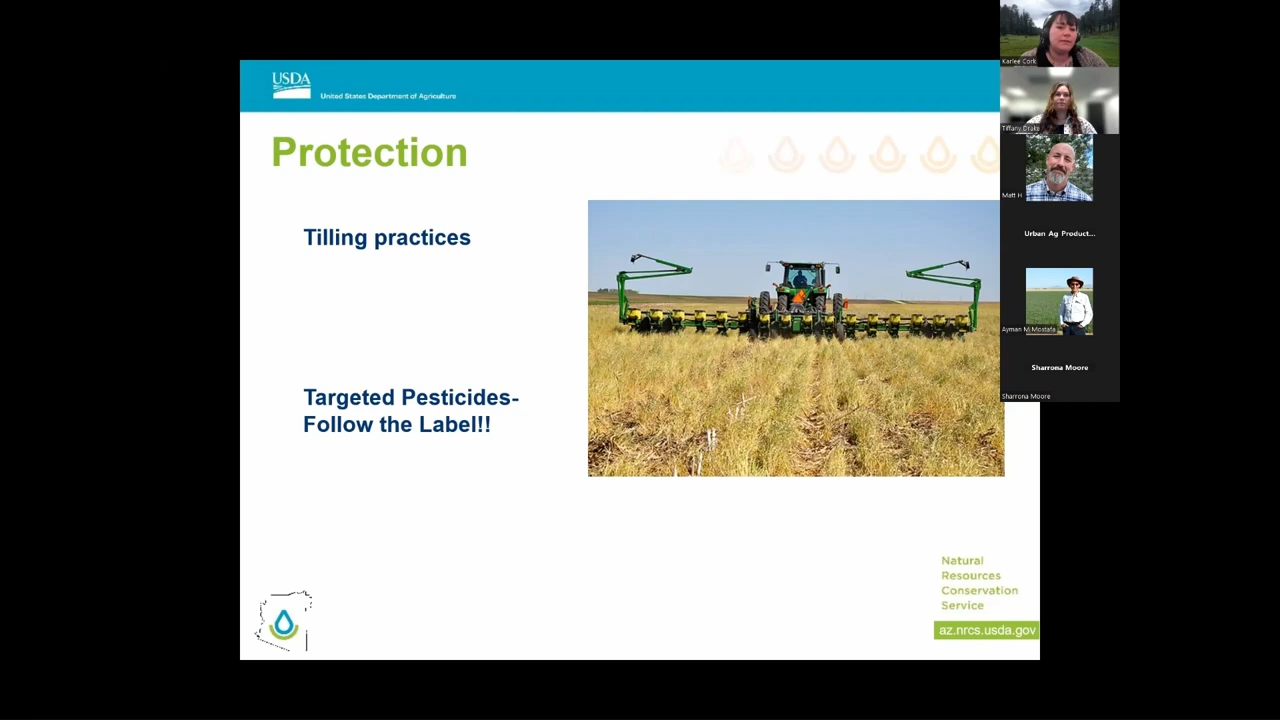 USDA
United States Department of Agriculture
Protection
Tilling practices
Targeted Pesticides-
Follow the Label!!
Natural
Resources
Conservation
Service
az.nrcs.usda.gov
Karlee Cork
Tiffany Drake
Matt H
Urban Ag Product...
Ayman M Mostafa
Sharrona Moore
Sharrona Moore